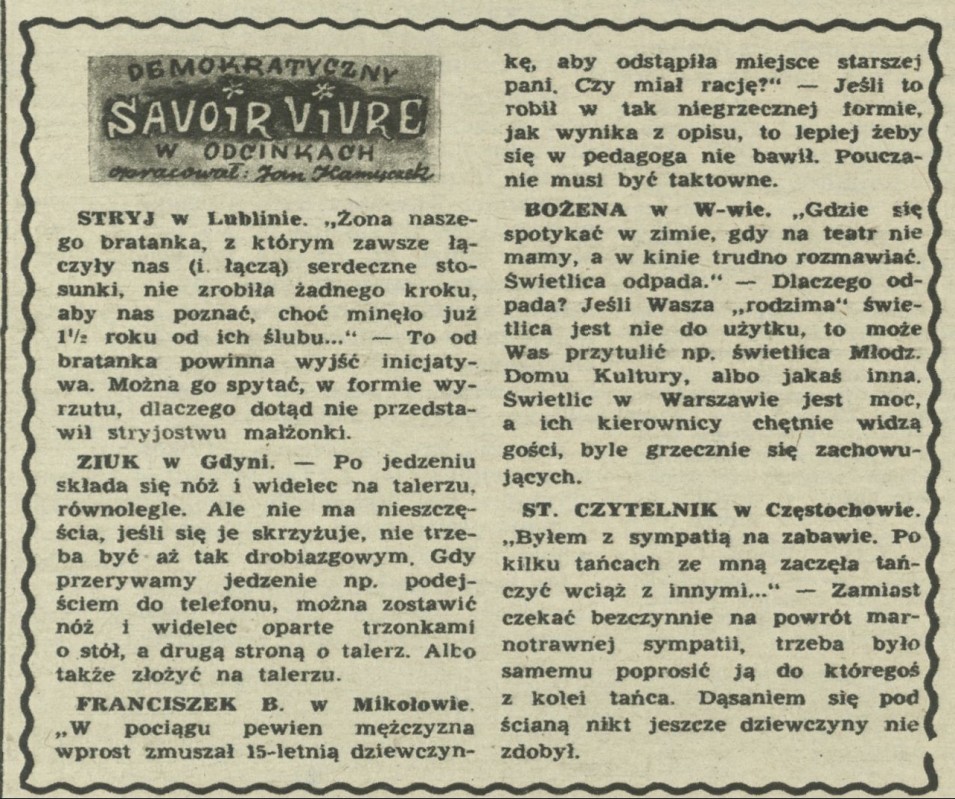 DEMOKRATYCZNY
SAVOIR VIVRE
W ODCINKACH
opracował: Jan Kamyczek
STRYJ w Lublinie. „Żona nasze-
go bratanka, z którym zawsze łą-
czyły nas (i łączą) serdeczne sto-
sunki, nie zrobiła żadnego kroku,
aby nas poznać, choć minęło już
1½ roku od ich ślubu..." — To od
bratanka powinna wyjść inicjaty-
wa. Można go spytać, w formie wy-
rzutu, dlaczego dotąd nie przedsta-
wił stryjostwu małżonki.
ZIUK w Gdyni. — Po jedzeniu
składa się nóż i widelec na talerzu,
równolegle. Ale nie ma nieszczę-
ścia, jeśli się je skrzyżuje, nie trze-
ba być aż tak drobiazgowym. Gdy
przerywamy jedzenie np. podej-
ściem do telefonu, można zostawić
nóż i widelec oparte trzonkami
o stół, a drugą stroną o talerz. Albo
także złożyć na talerzu.
FRANCISZEK B. w Mikołowie.
„W pociągu pewien mężczyzna
wprost zmuszał 15-letnią dziewczyn-
kę, aby odstąpiła miejsce starszej
pani. Czy miał rację?" — Jeśli to
robił w tak niegrzecznej formie,
jak wynika z opisu, to lepiej żeby
się w pedagoga nie bawił. Poucza-
nie musi być taktowne.
BOŻENA w W-wie. „Gdzie się
spotykać w zimie, gdy na teatr nie
mamy, a w kinie trudno rozmawiać.
Świetlica odpada." — Dlaczego od-
pada? Jeśli Wasza „rodzima" świe-
tlica jest nie do użytku, to może
Was przytulić np. świetlica Młodz.
Domu Kultury, albo jakaś inna.
Świetlic w Warszawie jest moc,
a ich kierownicy chętnie widzą
gości, byle grzecznie się zachowu-
jących.
ST. CZYTELNIK w Częstochowie.
„Byłem z sympatią na zabawie. Po
kilku tańcach ze mną zaczęła tań-
czyć wciąż z innymi..." — Zamiast
czekać bezczynnie na powrót mar-
notrawnej sympatii, trzeba było
samemu poprosić ją do któregoś
z kolei tańca. Dąsaniem się pod
ścianą nikt jeszcze dziewczyny nie
zdobył.